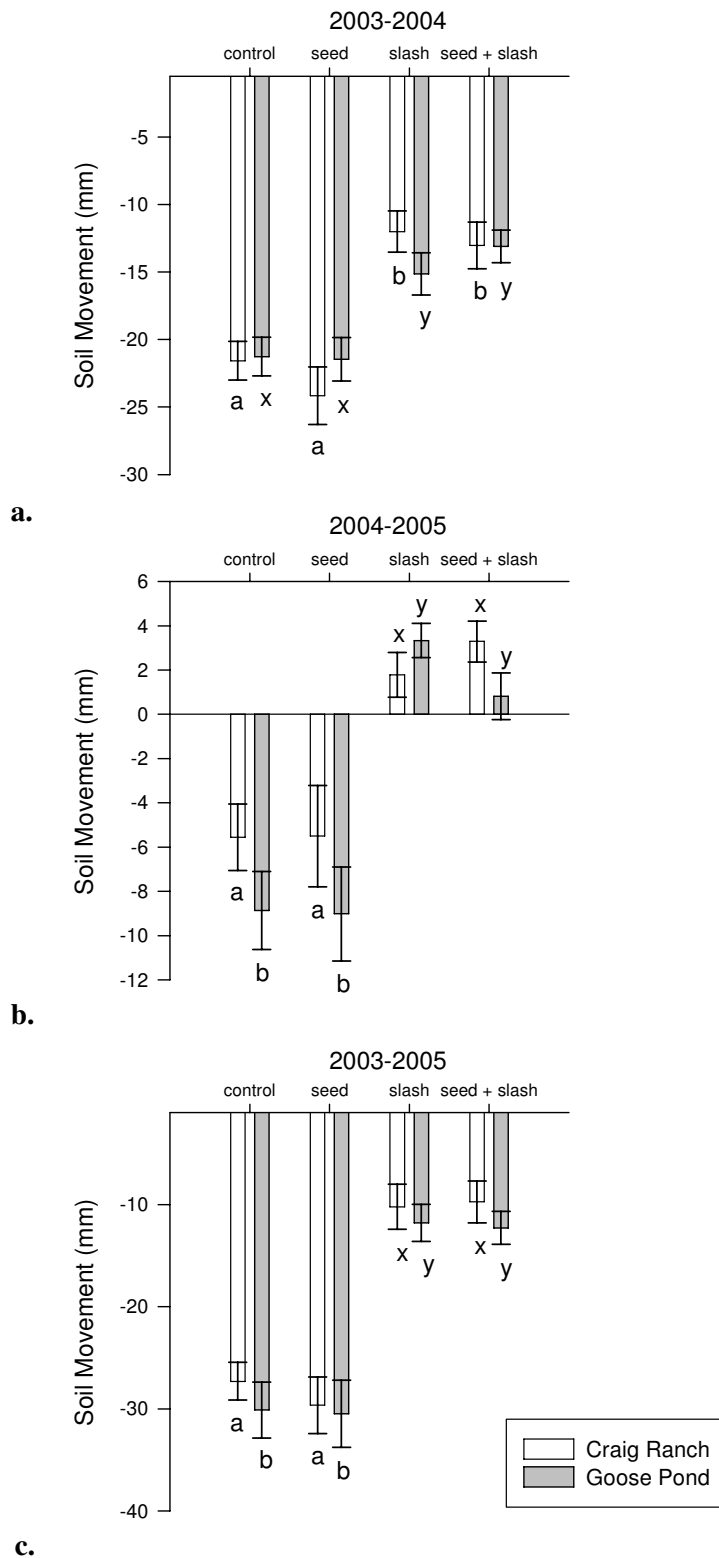 2003-2004
control seed slash seed + slash
Soil Movement (mm)
-5
-10
-15
-20
-25
-30
b b
y y
a x x
a
a.
2004-2005
control seed slash seed + slash
Soil Movement (mm)
6
4
2
0
-2
-4
-6
-8
-10
-12
x y x y
a a
b b
b.
2003-2005
control seed slash seed + slash
Soil Movement (mm)
-10
-20
-30
-40
x y x y
a b a b
Craig Ranch
Goose Pond
c.